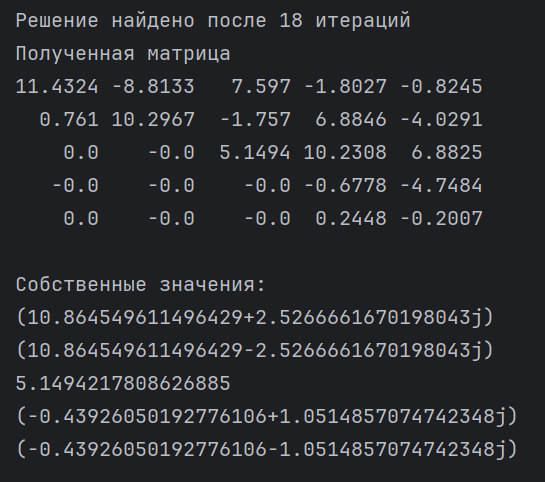 Решение найдено после 18 итераций
Полученная матрица
11.4324 -8.8133 7.597 -1.8027 -0.8245
0.761 10.2967 -1.757 6.8846 -4.0291
0.0 -0.0 5.1494 10.2308 6.8825
-0.0 -0.0 -0.0 -0.6778 -4.7484
0.0 -0.0 -0.0 0.2448 -0.2007
Собственные значения:
(10.864549611496429+2.5266661670198043j)
(10.864549611496429-2.5266661670198043j)
5.1494217808626885
(-0.43926050192776106+1.0514857074742348j)
(-0.43926050192776106-1.0514857074742348j)